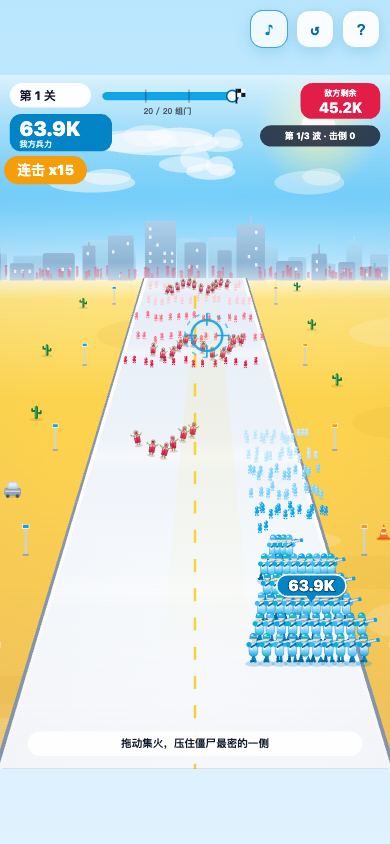 ♪ ↺ ?
第 1 关
20 / 20 组门
敌方剩余
45.2K
63.9K
我方兵力
第 1/3 波 · 击倒 0
连击 x15
63.9K
拖动集火，压住僵尸最密的一侧